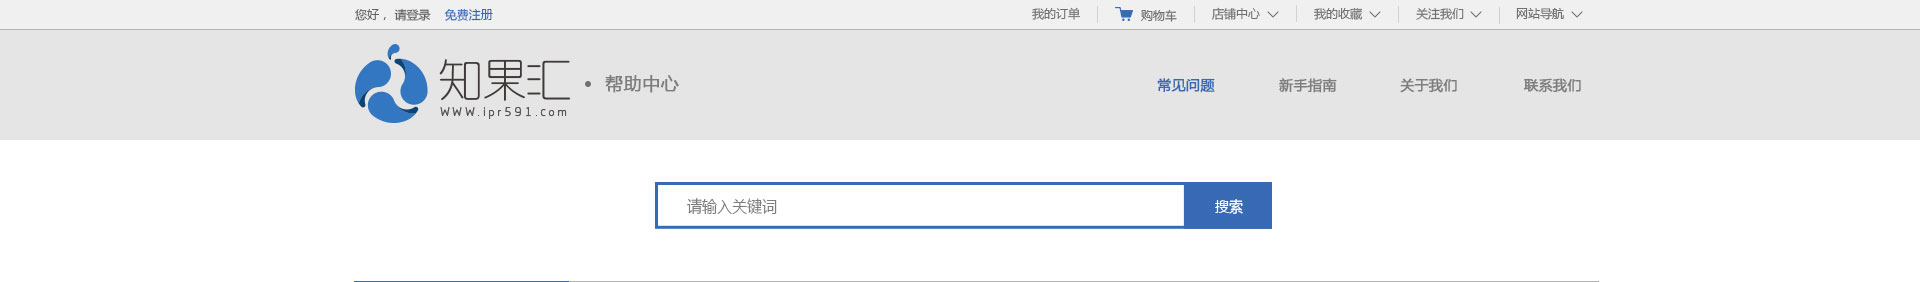 您好， 请登录 免费注册 我的订单 购物车 店铺中心 我的收藏 关注我们 网站导航
知果汇 • 帮助中心 常见问题 新手指南 关于我们 联系我们
www.ipr591.com
请输入关键词 搜索